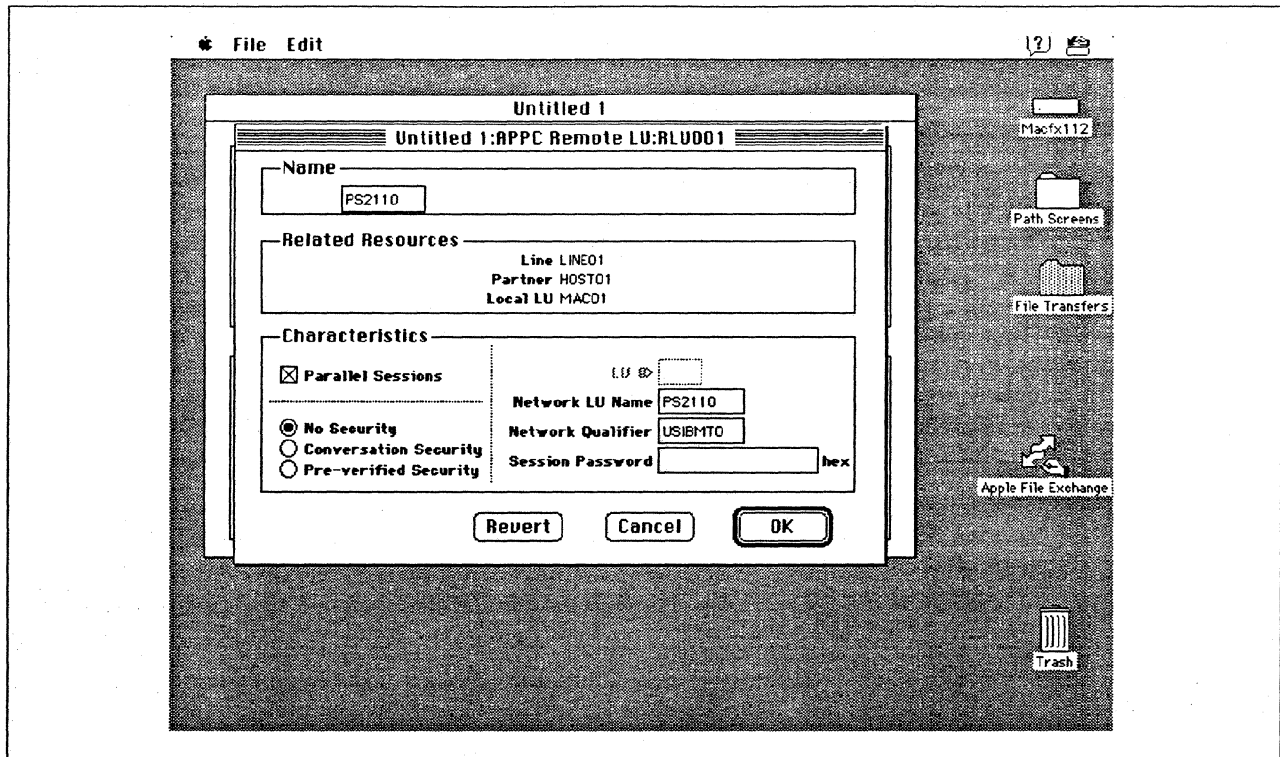 File Edit
Untitled 1
Untitled 1:APPC Remote LU:RLU001
Name
PS2110
Related Resources
Line LINE01
Partner HOST01
Local LU MAC01
Characteristics
Parallel Sessions
No Security
Conversation Security
Pre-verified Security
LU
Network LU Name PS2110
Network Qualifier USIBMTO
Session Password hex
Revert Cancel OK
Macfx112
Path Screens
File Transfers
Apple File Exchange
Trash